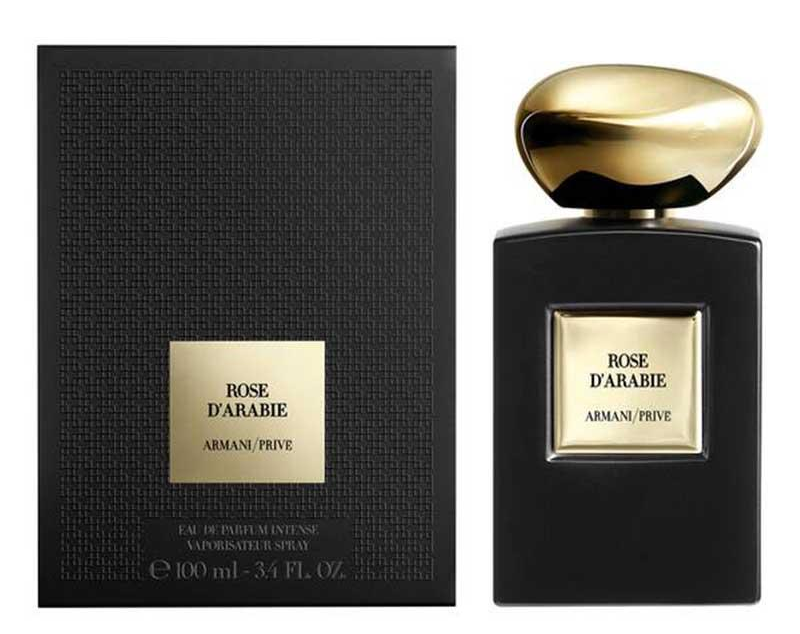 ROSE
D'ARABIE
ARMANI/PRIVE
EAU DE PARFUM INTENSE
VAPORISATEUR SPRAY
℮ 100 ml - 3.4 FL. OZ.
ROSE
D'ARABIE
ARMANI/PRIVE